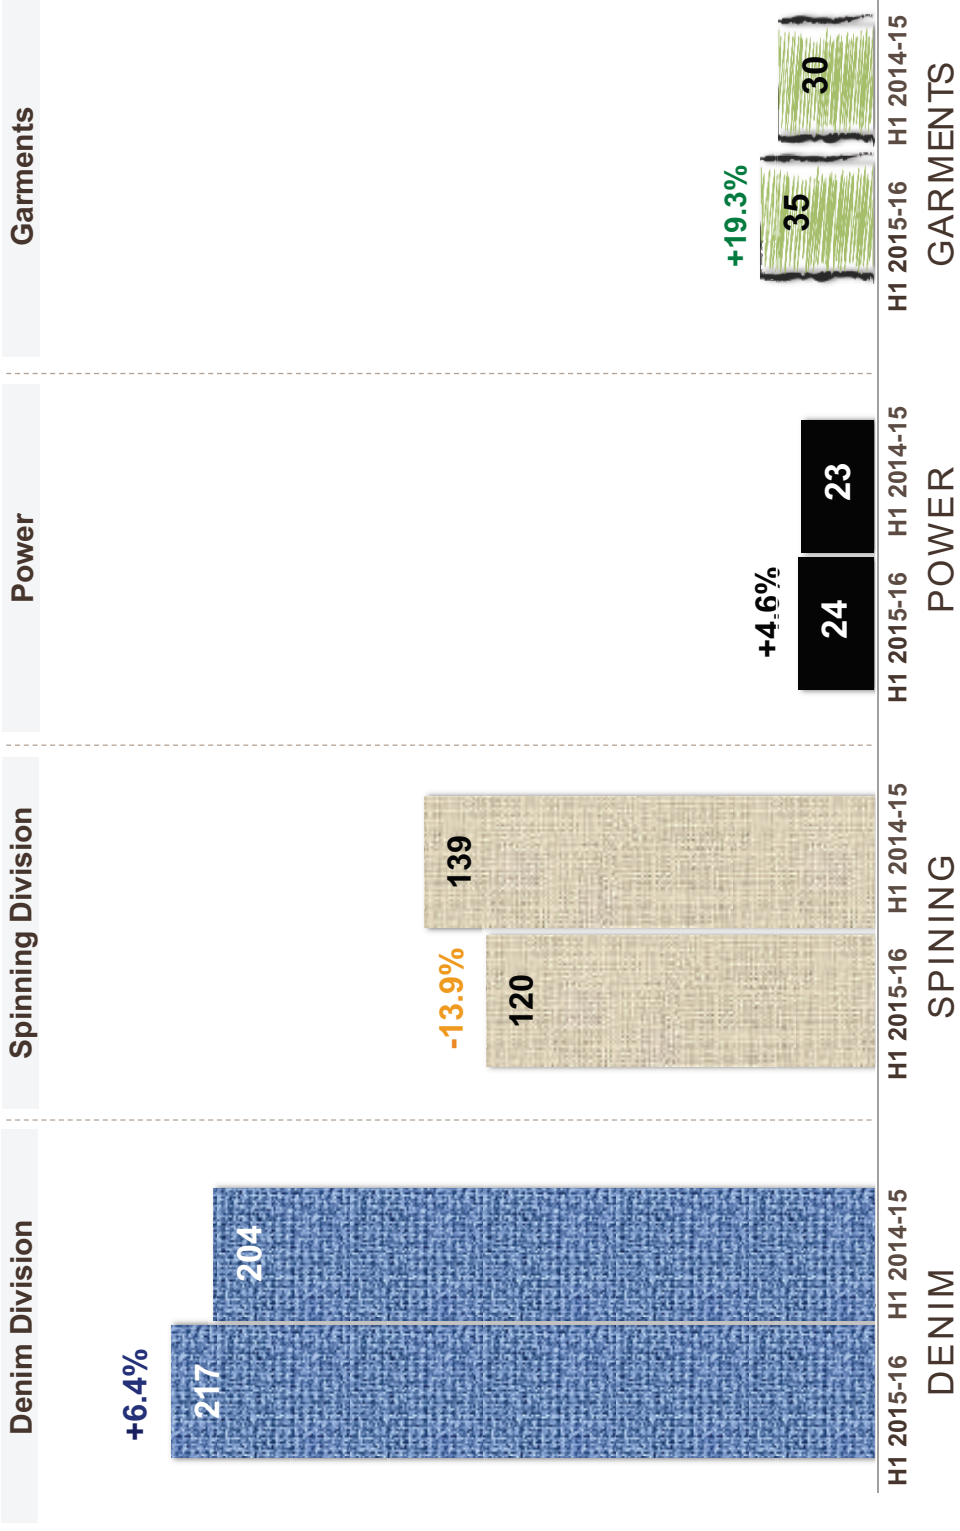 Denim Division
Spinning Division
Power
Garments
+6.4%
217
204
-13.9%
120
139
+4.6%
24
23
+19.3%
35
30
H1 2015-16 H1 2014-15
H1 2015-16 H1 2014-15
H1 2015-16 H1 2014-15
H1 2015-16 H1 2014-15
DENIM
SPINING
POWER
GARMENTS